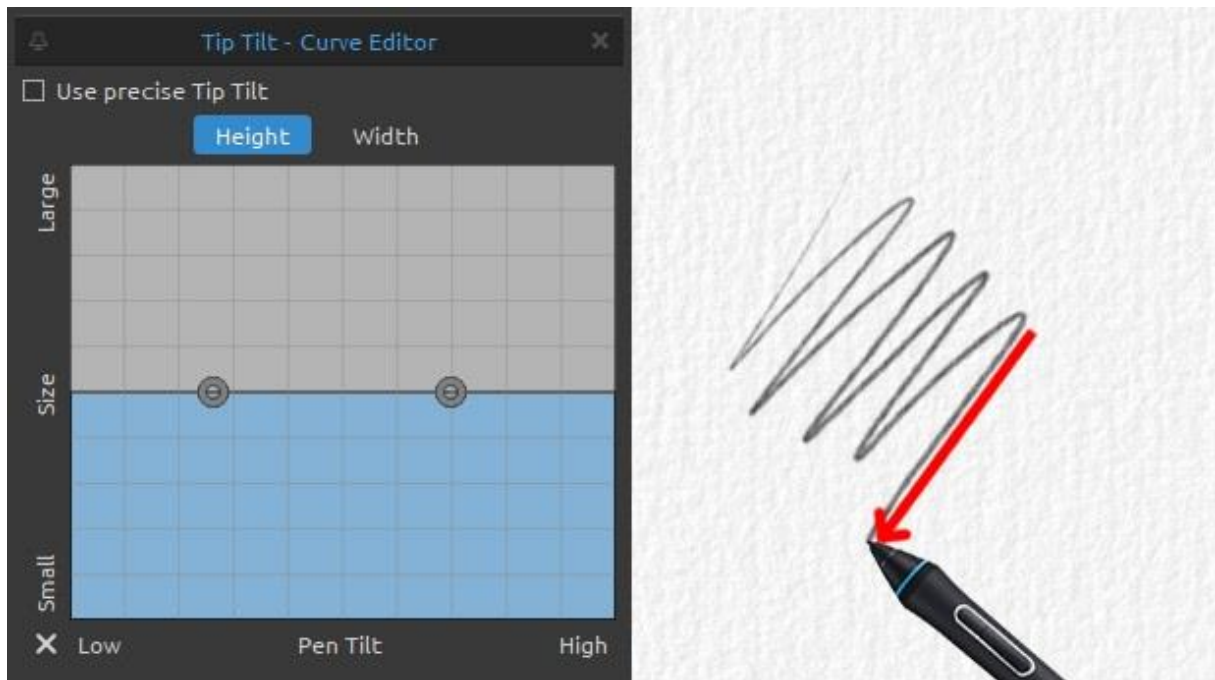 Tip Tilt - Curve Editor
Use precise Tip Tilt
Height Width
Large
Size
Small
Low Pen Tilt High